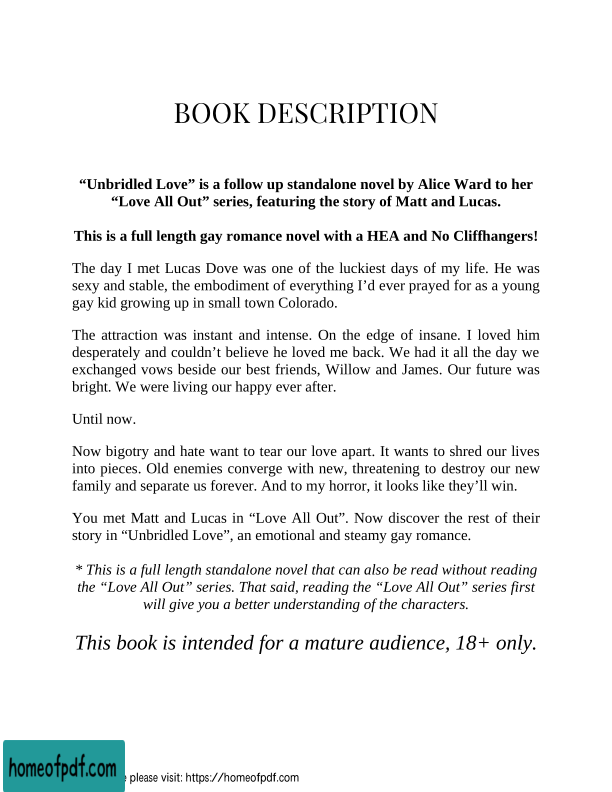 BOOK DESCRIPTION
“Unbridled Love” is a follow up standalone novel by Alice Ward to her
“Love All Out” series, featuring the story of Matt and Lucas.
This is a full length gay romance novel with a HEA and No Cliffhangers!
The day I met Lucas Dove was one of the luckiest days of my life. He was
sexy and stable, the embodiment of everything I’d ever prayed for as a young
gay kid growing up in small town Colorado.
The attraction was instant and intense. On the edge of insane. I loved him
desperately and couldn’t believe he loved me back. We had it all the day we
exchanged vows beside our best friends, Willow and James. Our future was
bright. We were living our happy ever after.
Until now.
Now bigotry and hate want to tear our love apart. It wants to shred our lives
into pieces. Old enemies converge with new, threatening to destroy our new
family and separate us forever. And to my horror, it looks like they’ll win.
You met Matt and Lucas in “Love All Out”. Now discover the rest of their
story in “Unbridled Love”, an emotional and steamy gay romance.
* This is a full length standalone novel that can also be read without reading
the “Love All Out” series. That said, reading the “Love All Out” series first
will give you a better understanding of the characters.
This book is intended for a mature audience, 18+ only.
homeofpdf.com
please visit: https://homeofpdf.com